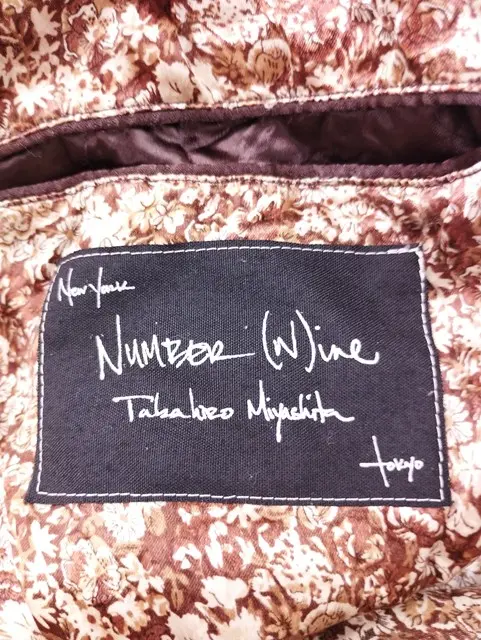 New York
NUMBER (N)ine
Takahiro Miyashita
tokyo